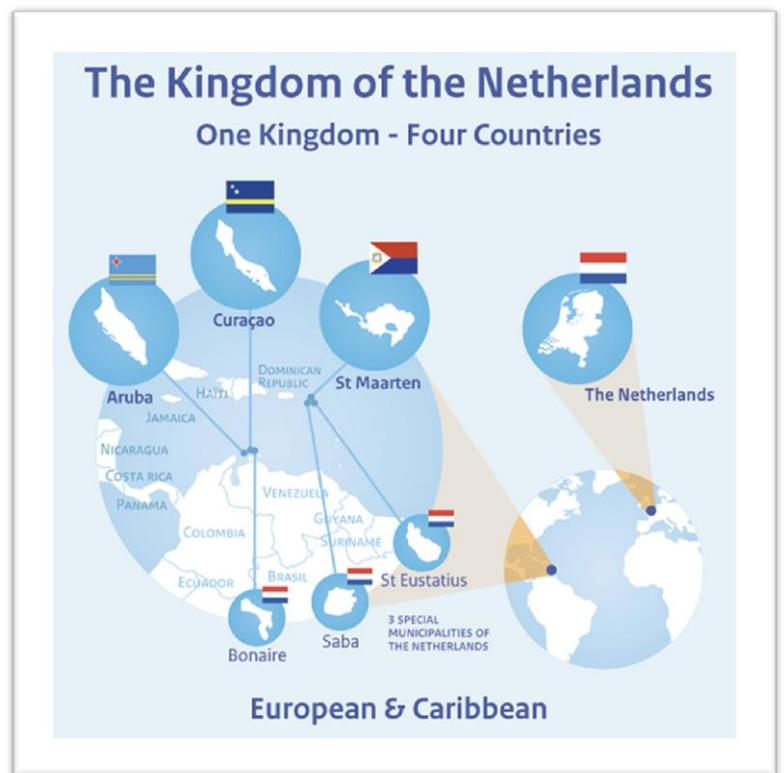 The Kingdom of the Netherlands
One Kingdom - Four Countries
Curaçao
Aruba
St Maarten
The Netherlands
DOMINICAN
REPUBLIC
HAÏTI
JAMAICA
NICARAGUA
COSTA RICA
PANAMA
VENEZUELA
GUYANA
SURINAME
COLOMBIA
ECUADOR
BRASIL
St Eustatius
Saba
Bonaire
3 SPECIAL
MUNICIPALITIES OF
THE NETHERLANDS
European & Caribbean